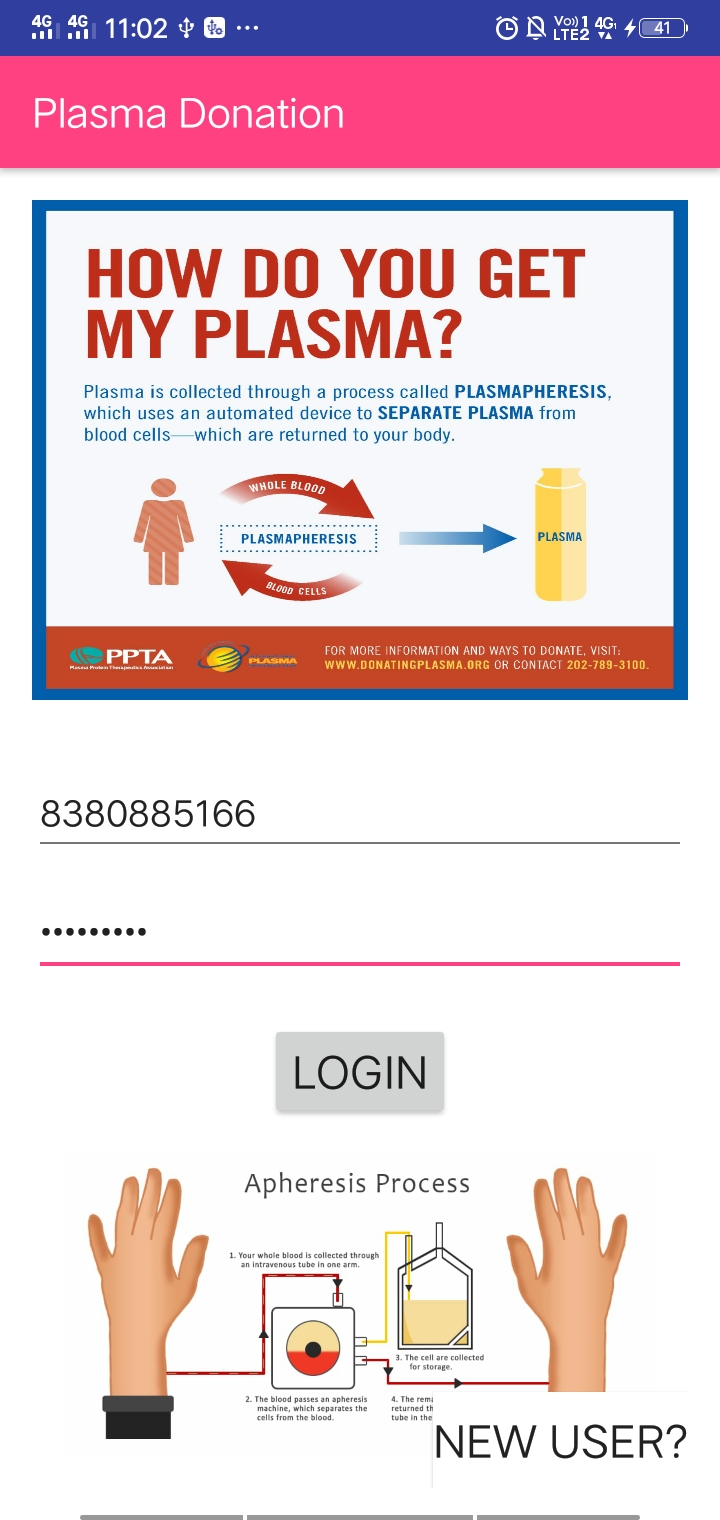 4G 4G 11:02 ...
Vo)) 1 LTE2 4G 41
Plasma Donation
HOW DO YOU GET
MY PLASMA?
Plasma is collected through a process called PLASMAPHERESIS,
which uses an automated device to SEPARATE PLASMA from
blood cells—which are returned to your body.
WHOLE BLOOD
PLASMAPHERESIS
BLOOD CELLS
PLASMA
PPTA
Plasma Protein Therapeutics Association
PLASMA
FOR MORE INFORMATION AND WAYS TO DONATE, VISIT:
WWW.DONATINGPLASMA.ORG OR CONTACT 202-789-3100.
8380885166
•••••••••
LOGIN
Apheresis Process
1. Your whole blood is collected through
an intravenous tube in one arm.
3. The cell are collected
for storage.
2. The blood passes an apheresis
machine, which separates the
cells from the blood.
4. The
returned
tube in the
NEW USER?